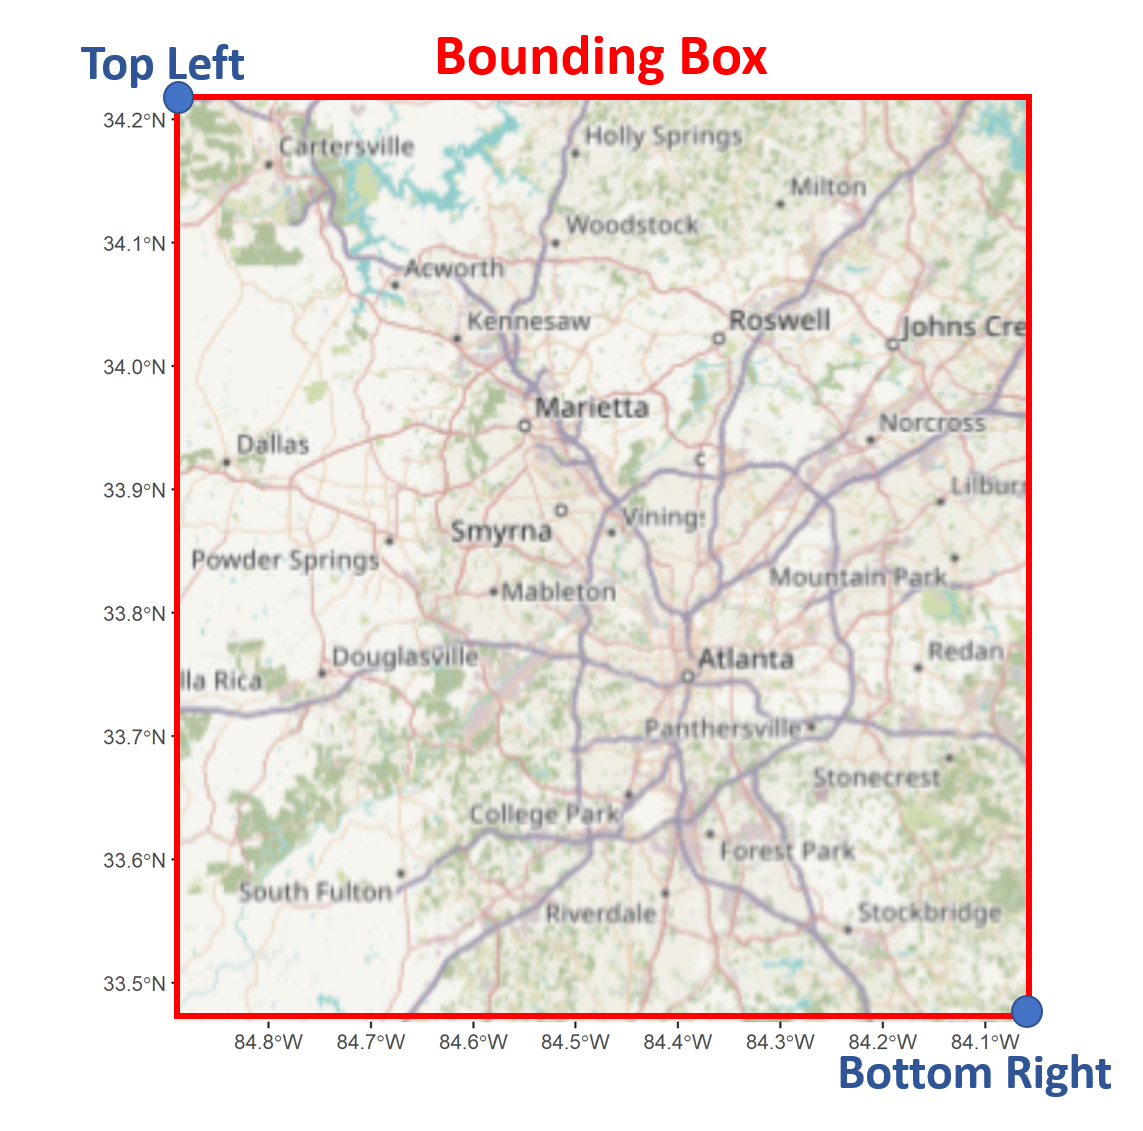 Bounding Box
Top Left
34.2°N
Cartersville
Holly Springs
Milton
Woodstock
34.1°N
Acworth
Kennesaw
Roswell
Johns Cre
34.0°N
Marietta
Norcross
Dallas
33.9°N
Lilbur
Vinings
Smyrna
Powder Springs
Mountain Park
Mableton
33.8°N
Douglasville
Atlanta
Redan
lla Rica
Panthersville
33.7°N
Stonecrest
College Park
Forest Park
33.6°N
South Fulton
Riverdale
Stockbridge
33.5°N
84.8°W 84.7°W 84.6°W 84.5°W 84.4°W 84.3°W 84.2°W 84.1°W
Bottom Right